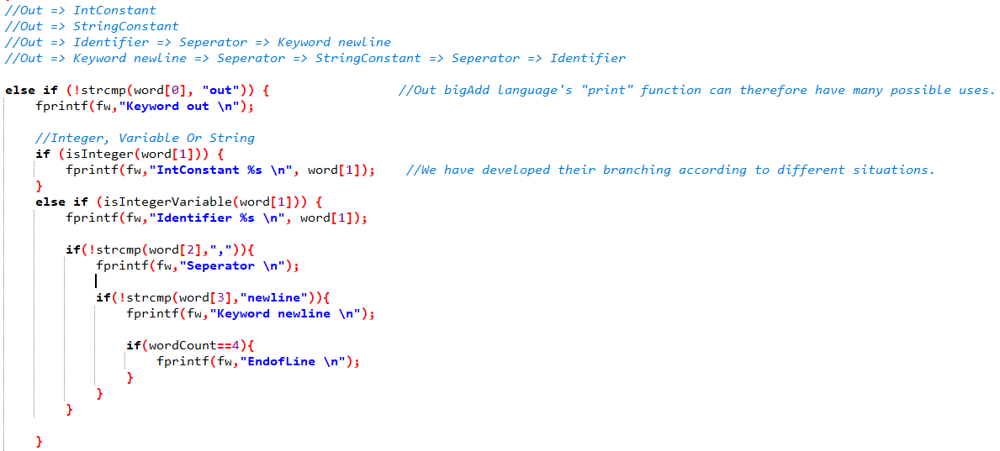 //Out => IntConstant
//Out => StringConstant
//Out => Identifier => Seperator => Keyword newline
//Out => Keyword newline => Seperator => StringConstant => Seperator => Identifier
else if (!strcmp(word[0], "out")) { //Out bigAdd language's "print" function can therefore have many possible uses.
fprintf(fw,"Keyword out \n");
//Integer, Variable Or String
if (isInteger(word[1])) {
fprintf(fw,"IntConstant %s \n", word[1]); //We have developed their branching according to different situations.
}
else if (isIntegerVariable(word[1])) {
fprintf(fw,"Identifier %s \n", word[1]);
if(!strcmp(word[2],",")){
fprintf(fw,"Seperator \n");
if(!strcmp(word[3],"newline")){
fprintf(fw,"Keyword newline \n");
if(wordCount==4){
fprintf(fw,"EndofLine \n");
}
}
}
}